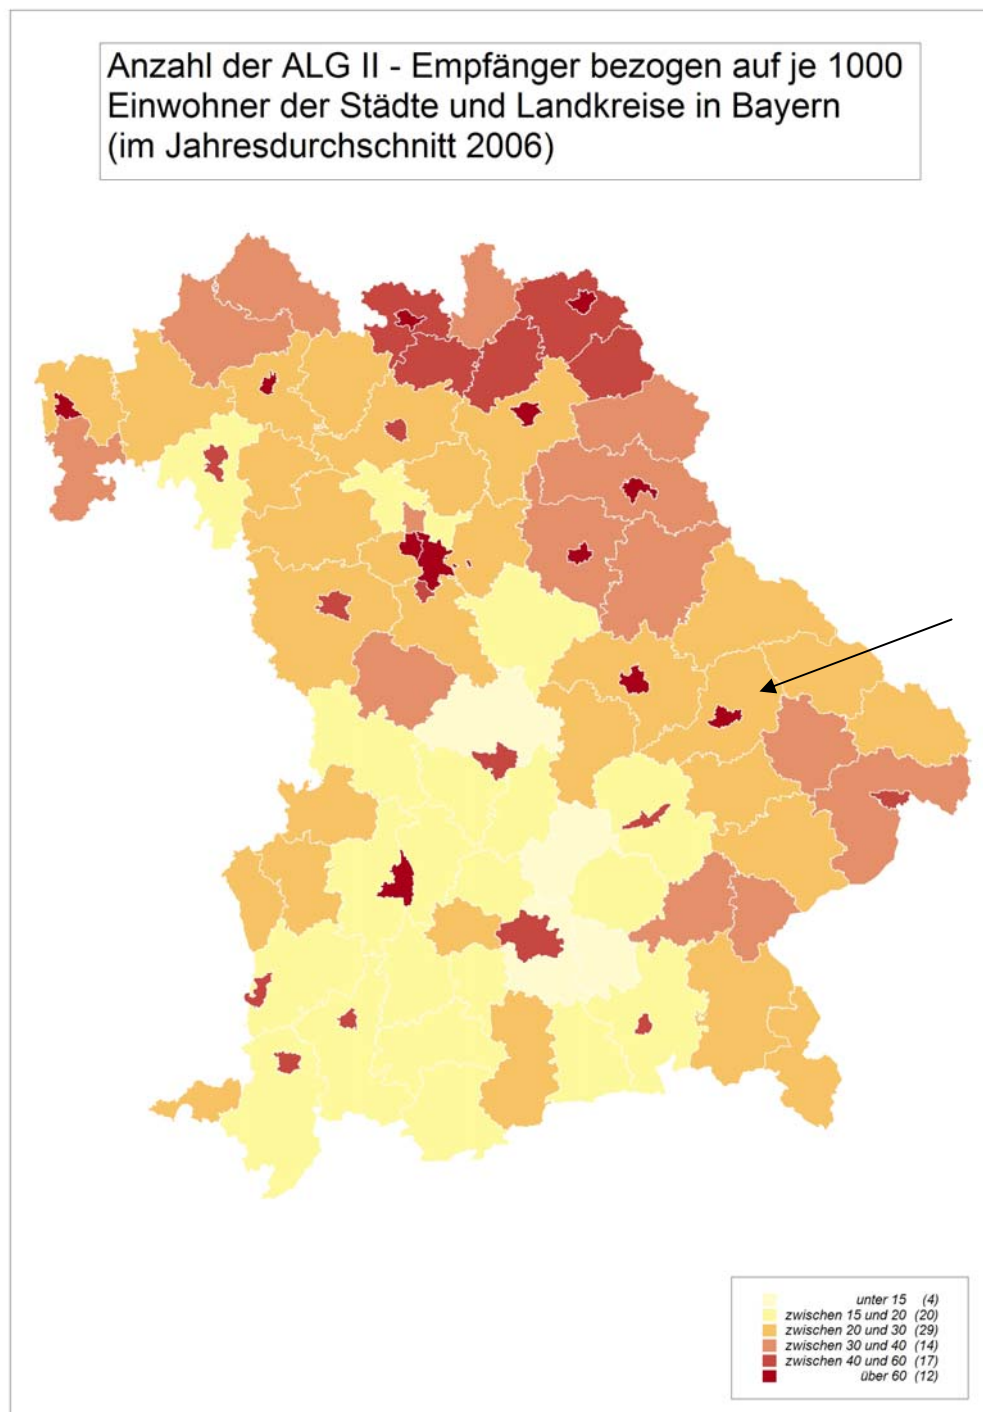 Anzahl der ALG II - Empfänger bezogen auf je 1000
Einwohner der Städte und Landkreise in Bayern
(im Jahresdurchschnitt 2006)
unter 15 (4)
zwischen 15 und 20 (20)
zwischen 20 und 30 (29)
zwischen 30 und 40 (14)
zwischen 40 und 60 (17)
über 60 (12)